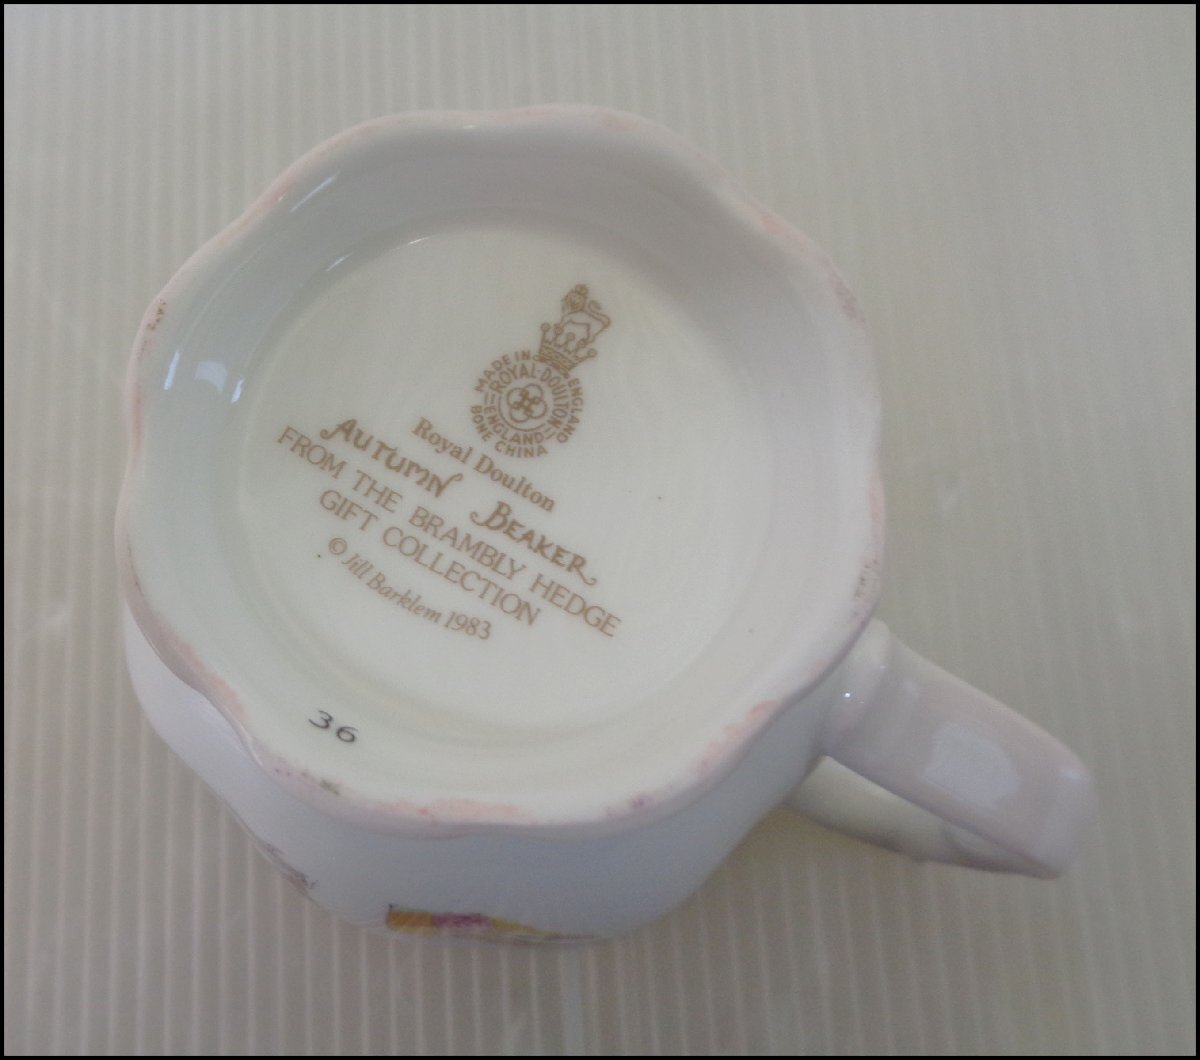 MADE IN ENGLAND
ROYAL·DOULTON
ENGLAND
BONE CHINA
Royal Doulton
AUTUMN BEAKER
FROM THE BRAMBLY HEDGE
GIFT COLLECTION
© Jill Barklem 1983
36